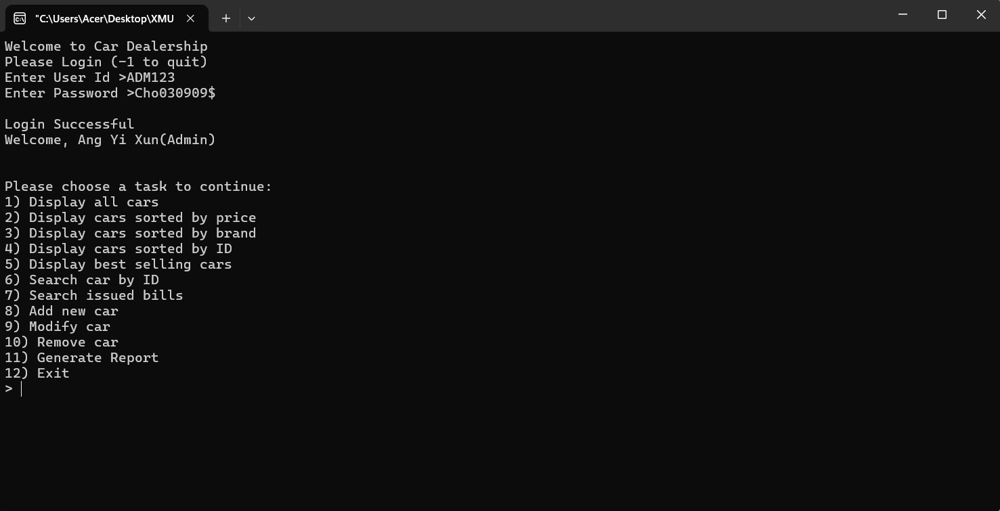 "C:\Users\Acer\Desktop\XMU
Welcome to Car Dealership
Please Login (-1 to quit)
Enter User Id >ADM123
Enter Password >Cho030909$
Login Successful
Welcome, Ang Yi Xun(Admin)
Please choose a task to continue:
1) Display all cars
2) Display cars sorted by price
3) Display cars sorted by brand
4) Display cars sorted by ID
5) Display best selling cars
6) Search car by ID
7) Search issued bills
8) Add new car
9) Modify car
10) Remove car
11) Generate Report
12) Exit
>